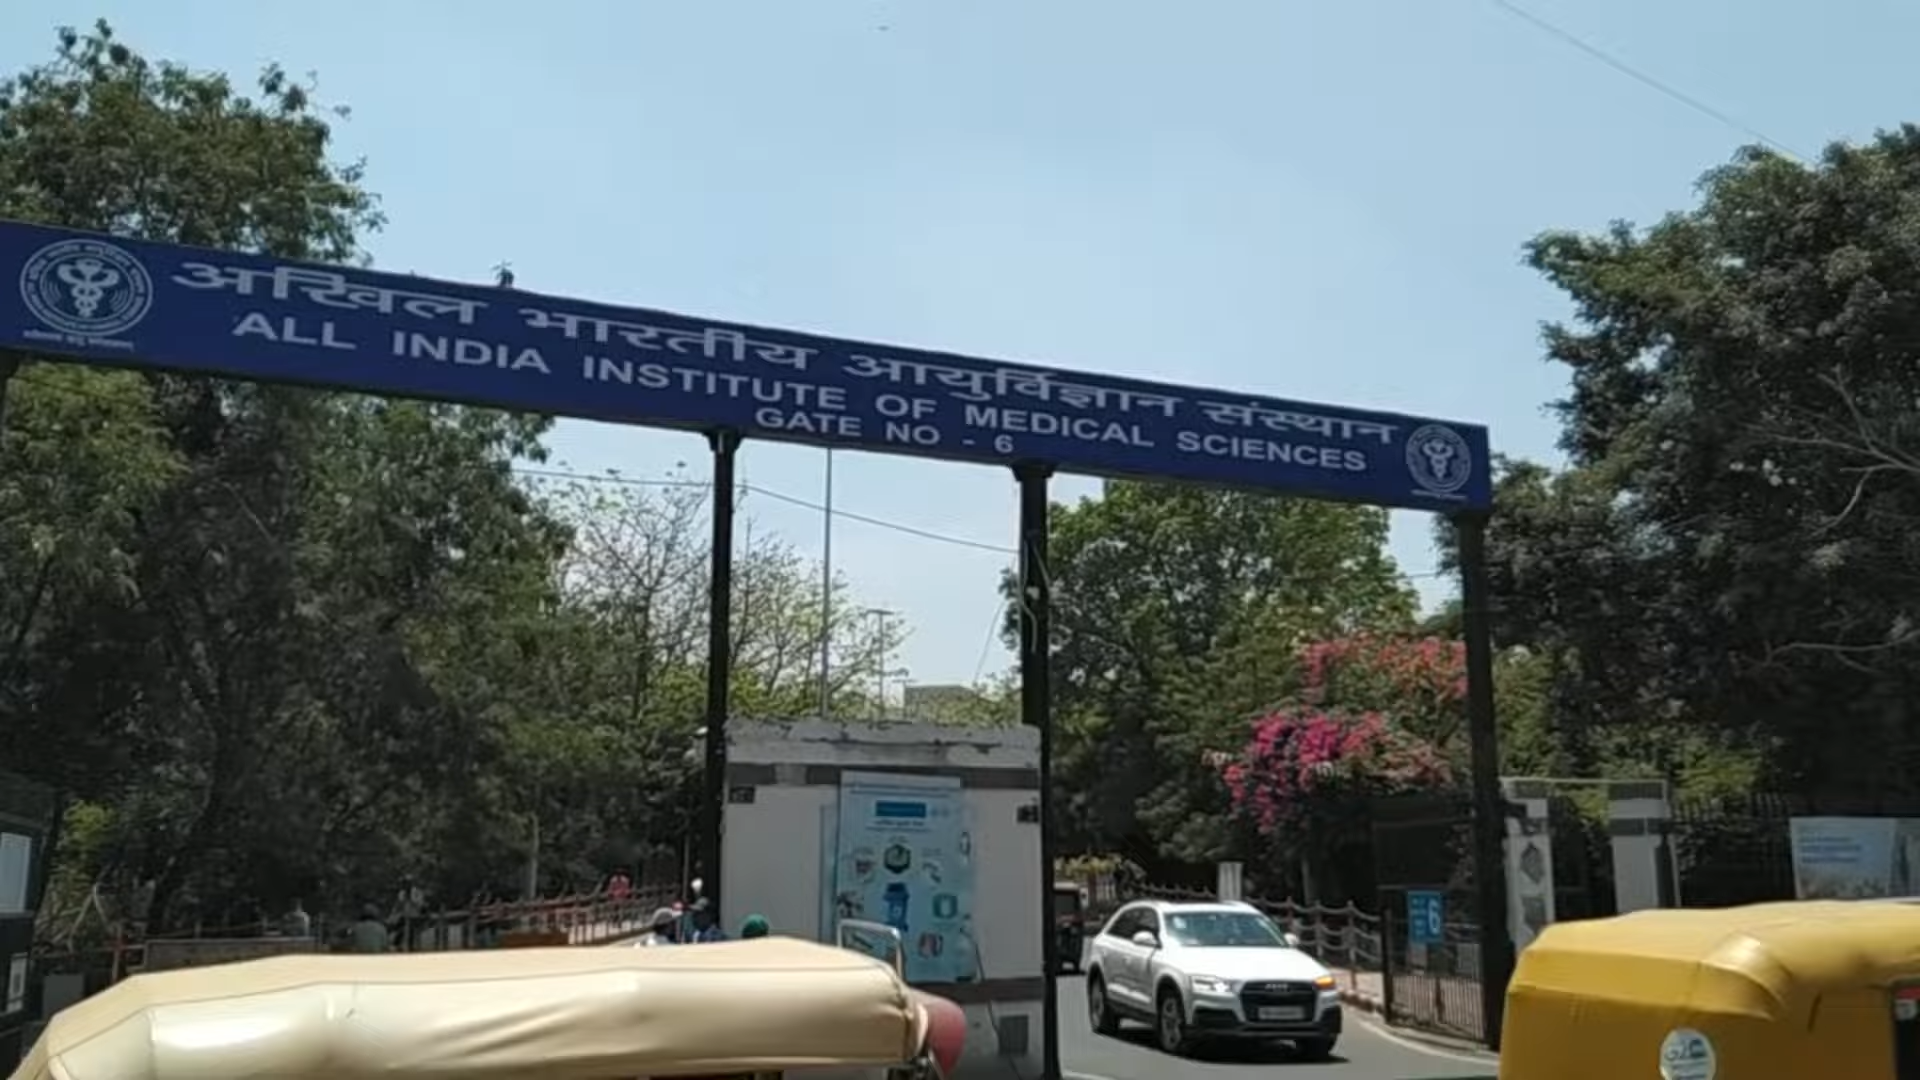 अखिल भारतीय आयुर्विज्ञान संस्थान
ALL INDIA INSTITUTE OF MEDICAL SCIENCES
GATE NO - 6
6